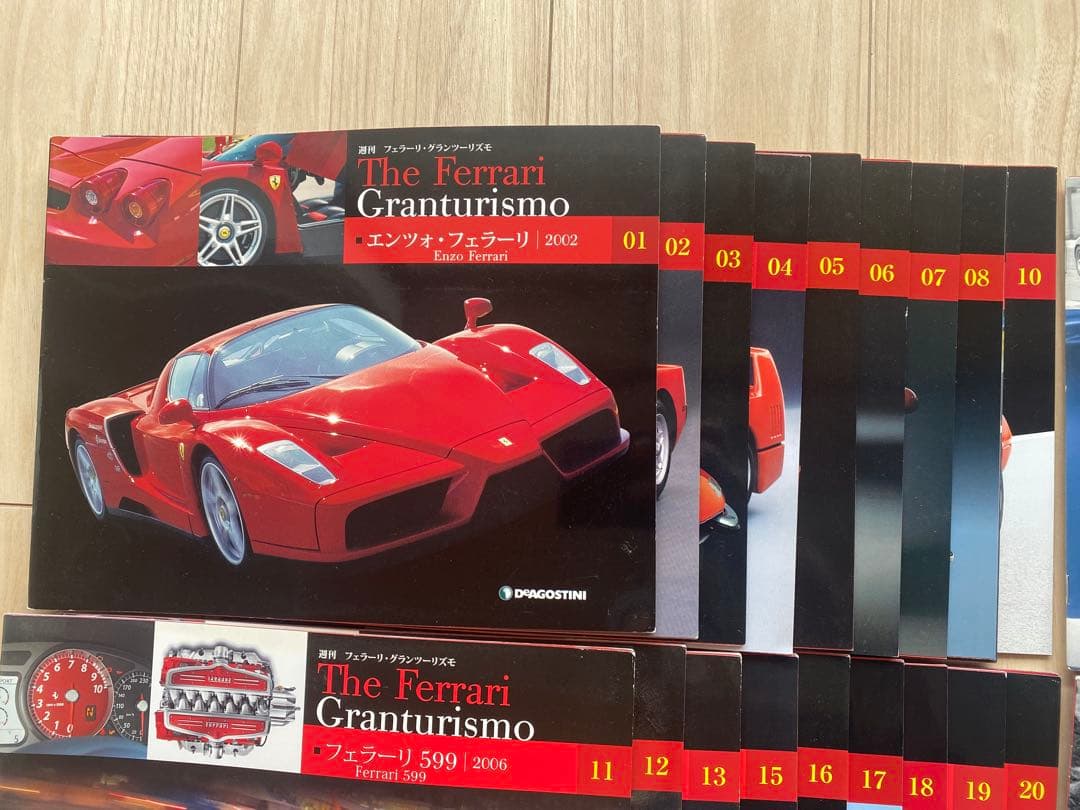 週刊 フェラーリ・グランツーリズモ
The Ferrari
Granturismo
エンツォ・フェラーリ | 2002 01
Enzo Ferrari
02
03
04
05
06
07
08
10
DeAGOSTINI
週刊 フェラーリ・グランツーリズモ
The Ferrari
Granturismo
フェラーリ 599 | 2006 11
Ferrari 599
12
13
15
16
17
18
19
20